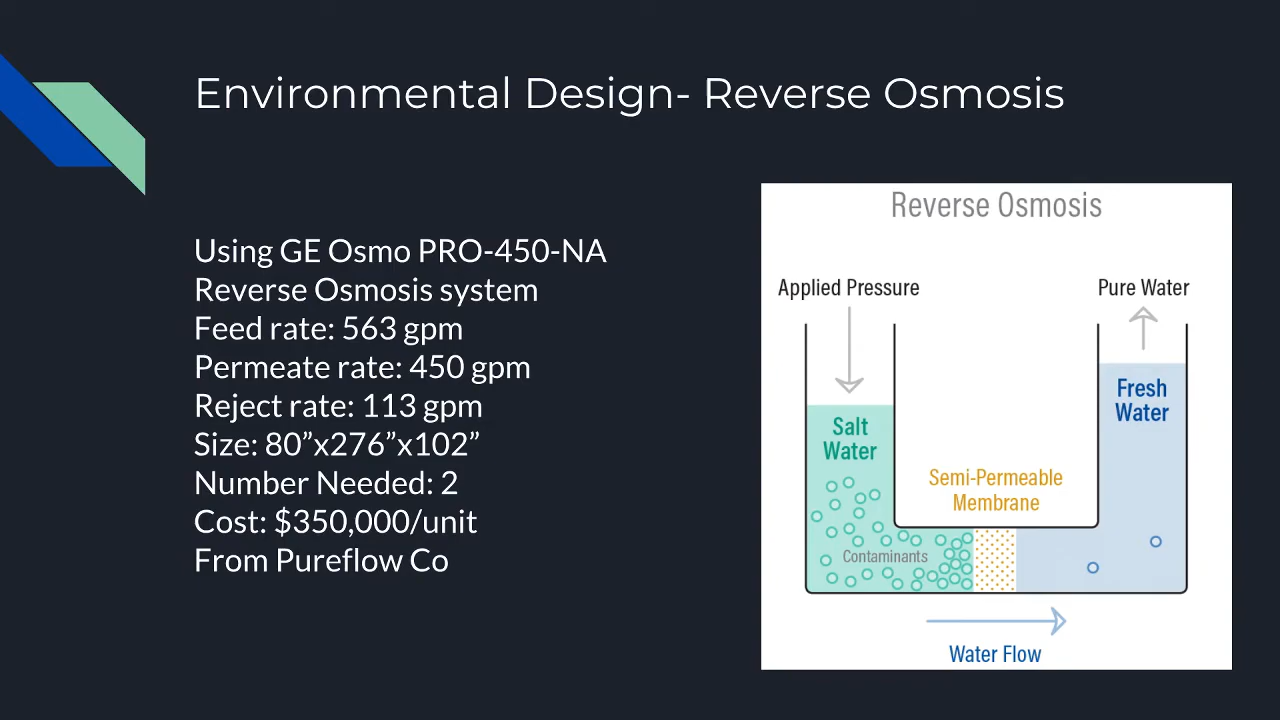 Environmental Design- Reverse Osmosis
Using GE Osmo PRO-450-NA
Reverse Osmosis system
Feed rate: 563 gpm
Permeate rate: 450 gpm
Reject rate: 113 gpm
Size: 80”x276”x102”
Number Needed: 2
Cost: $350,000/unit
From Pureflow Co
Reverse Osmosis
Applied Pressure
Pure Water
Salt
Water
Fresh
Water
Semi-Permeable
Membrane
Contaminants
Water Flow